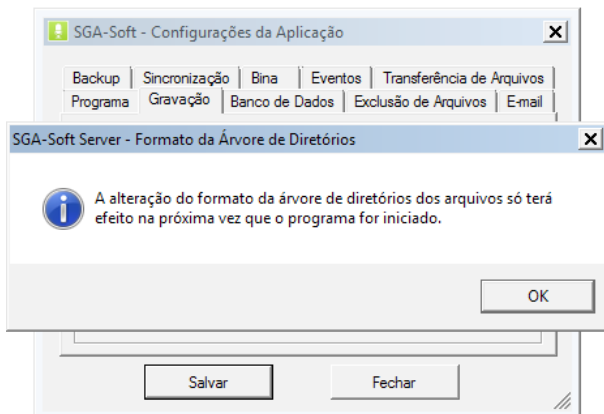 SGA-Soft - Configurações da Aplicação
Backup Sincronização Bina Eventos Transferência de Arquivos
Programa Gravação Banco de Dados Exclusão de Arquivos E-mail
SGA-Soft Server - Formato da Árvore de Diretórios
A alteração do formato da árvore de diretórios dos arquivos só terá
efeito na próxima vez que o programa for iniciado.
OK
Salvar Fechar